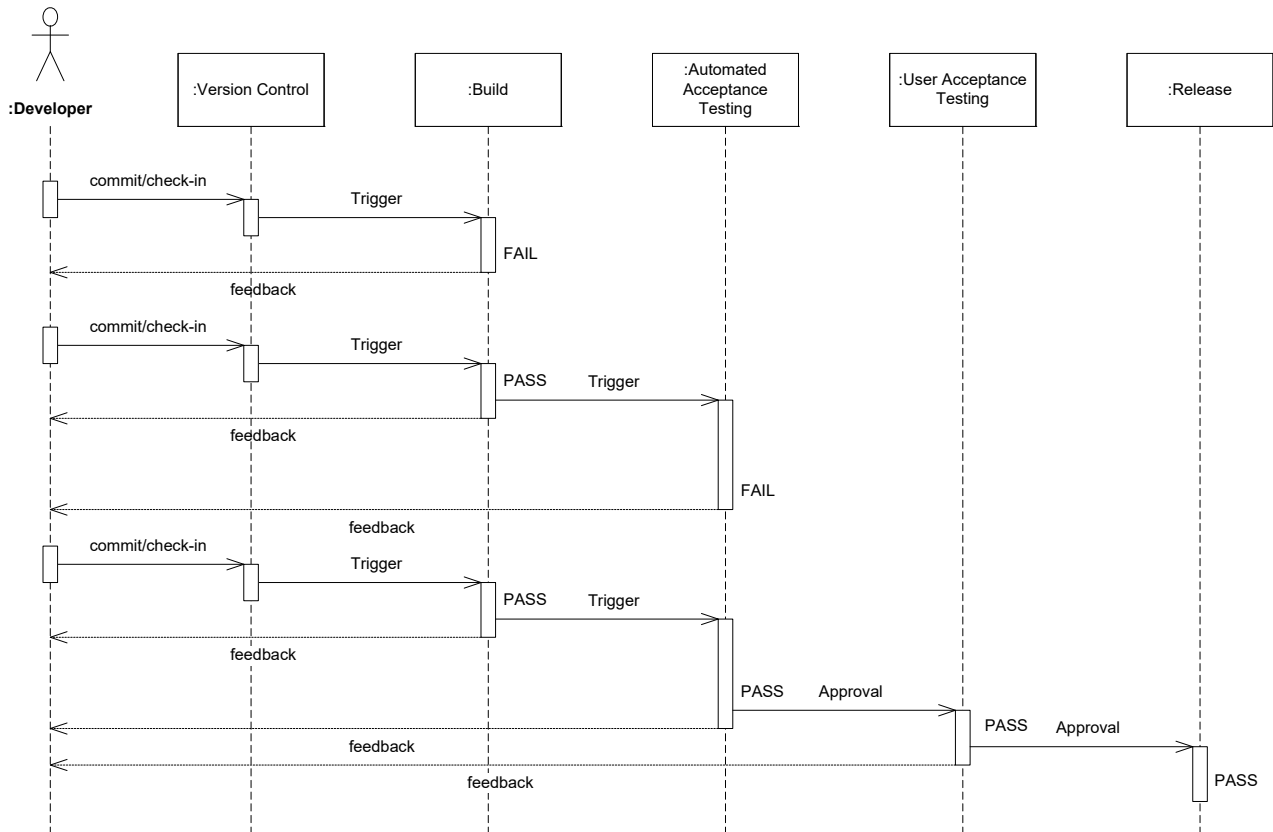 :Developer
:Version Control
:Build
:Automated
Acceptance
Testing
:User Acceptance
Testing
:Release
commit/check-in
Trigger
FAIL
feedback
commit/check-in
Trigger
PASS
Trigger
feedback
FAIL
feedback
commit/check-in
Trigger
PASS
Trigger
feedback
PASS
Approval
PASS
Approval
feedback
feedback
PASS